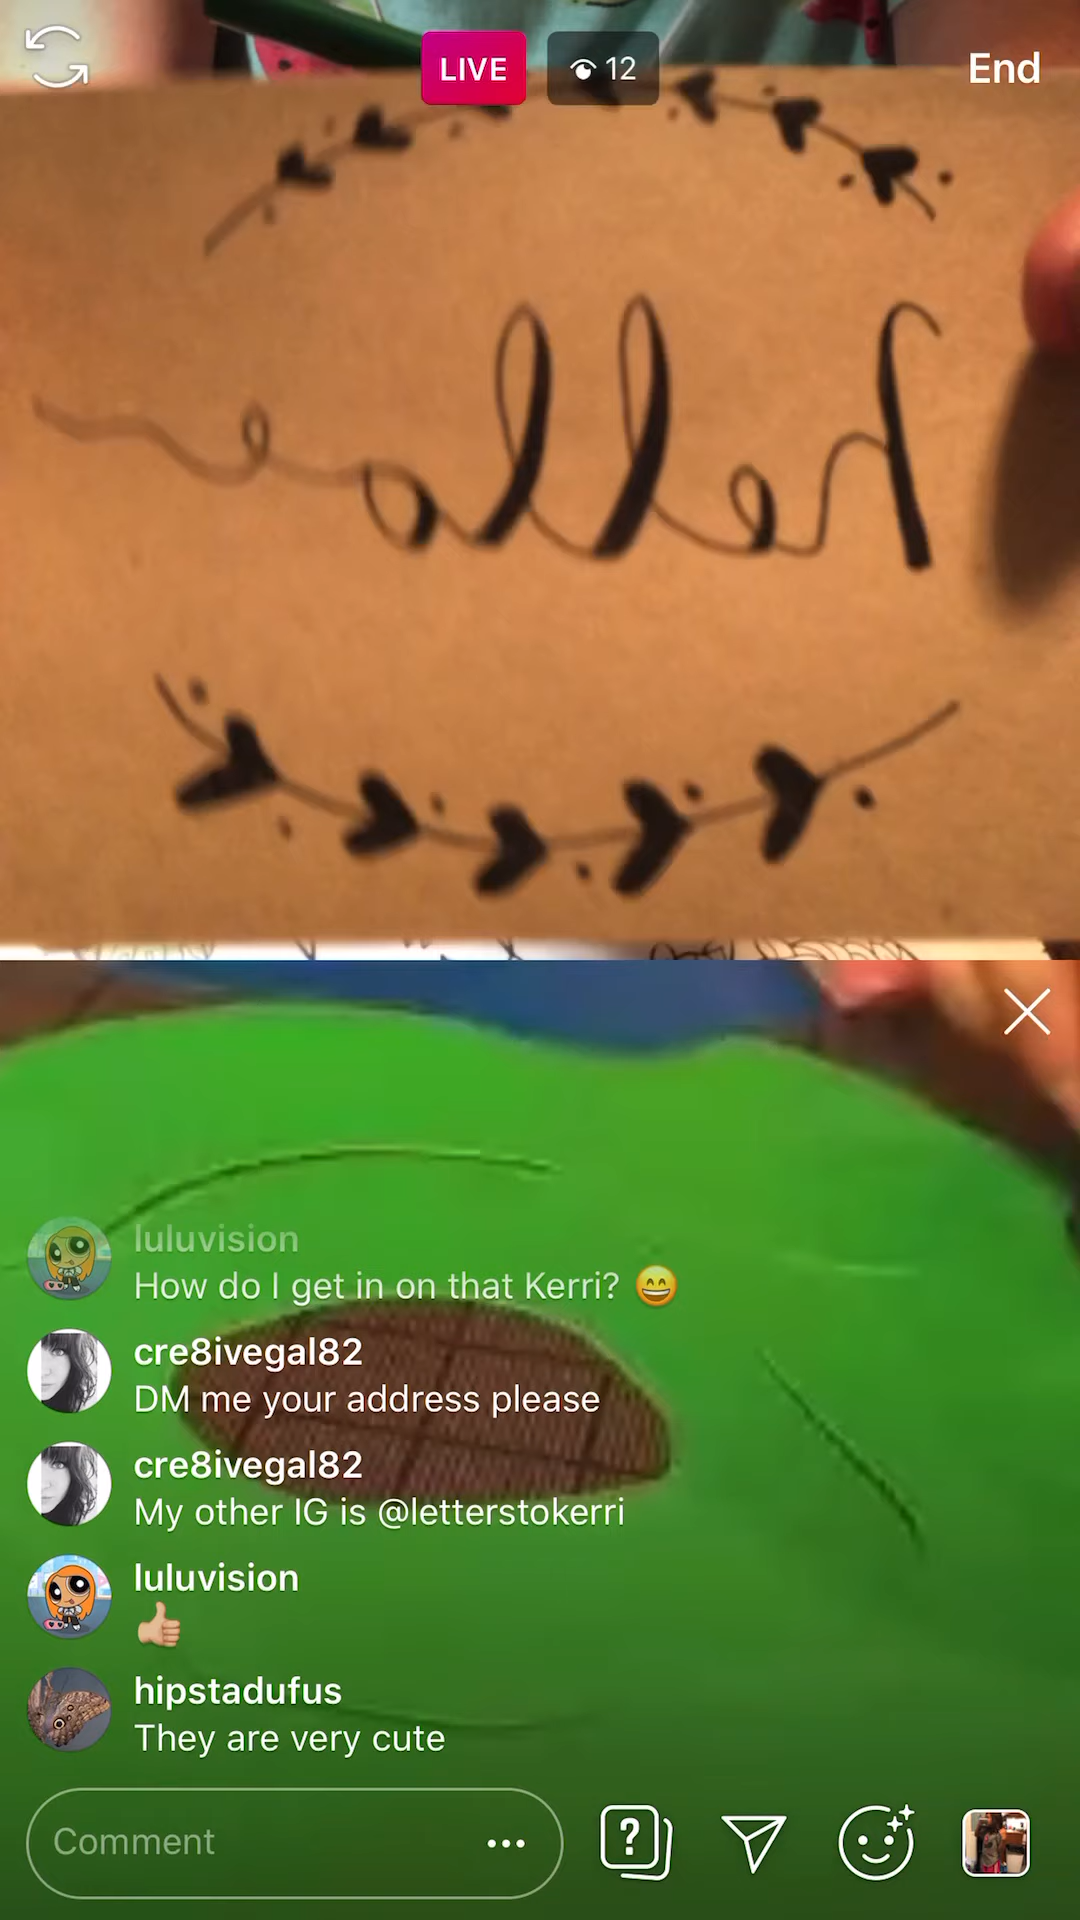 LIVE
12
End
hello
luluvision
How do I get in on that Kerri? 😄
cre8ivegal82
DM me your address please
cre8ivegal82
My other IG is @letterstokerri
luluvision
👍🏼
hipstadufus
They are very cute
Comment